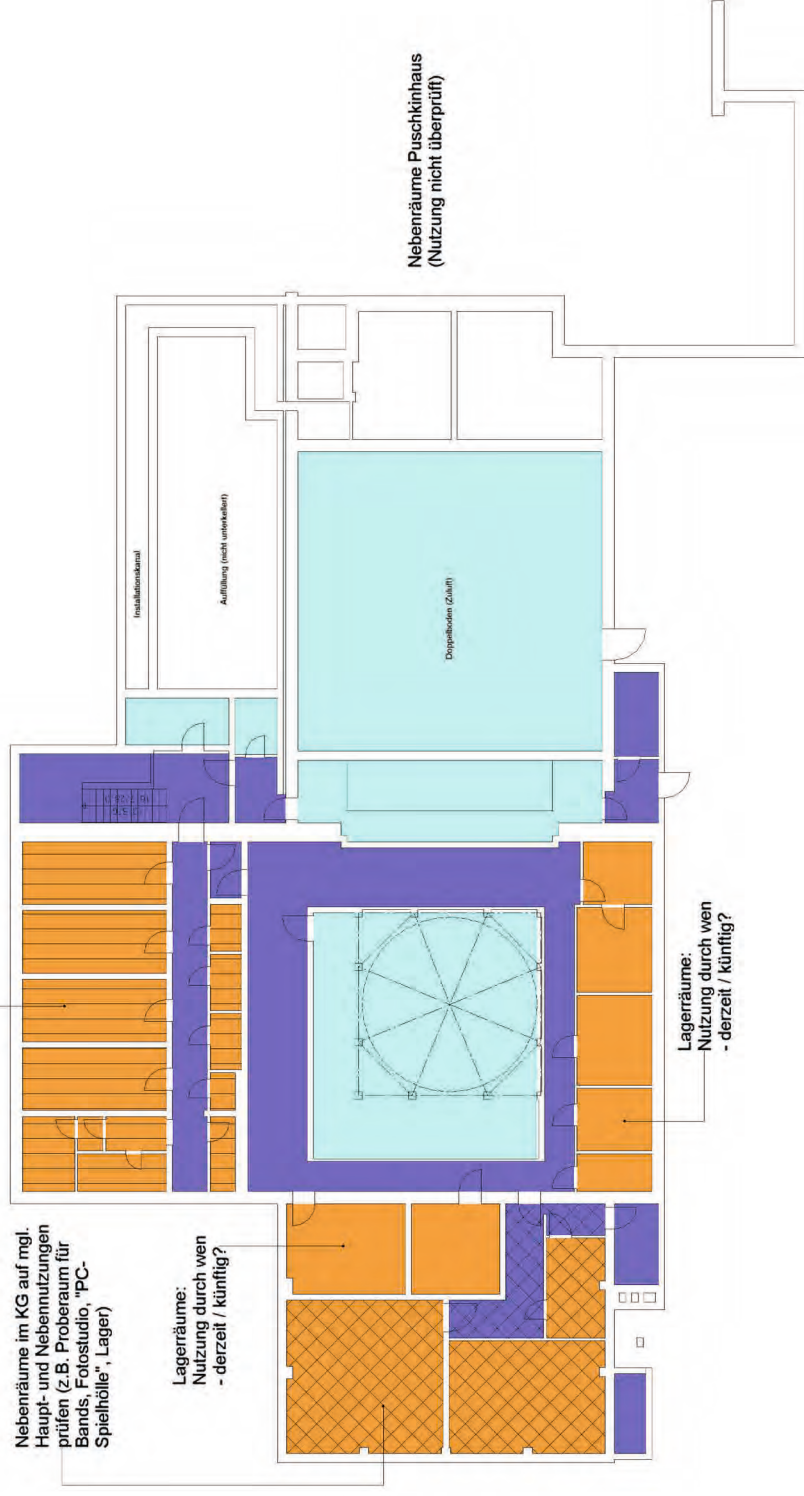 Nebenräume im KG auf mgl.
Haupt- und Nebennutzungen
prüfen (z.B. Proberaum für
Bands, Fotostudio, "PC-
Spielhölle", Lager)
Lagerräume:
Nutzung durch wen
- derzeit / künftig?
Lagerräume:
Nutzung durch wen
- derzeit / künftig?
Installationskanal
Auffüllung (nicht unterkellert)
Doppelboden (Zuluft)
Nebenräume Puschkinhaus
(Nutzung nicht überprüft)